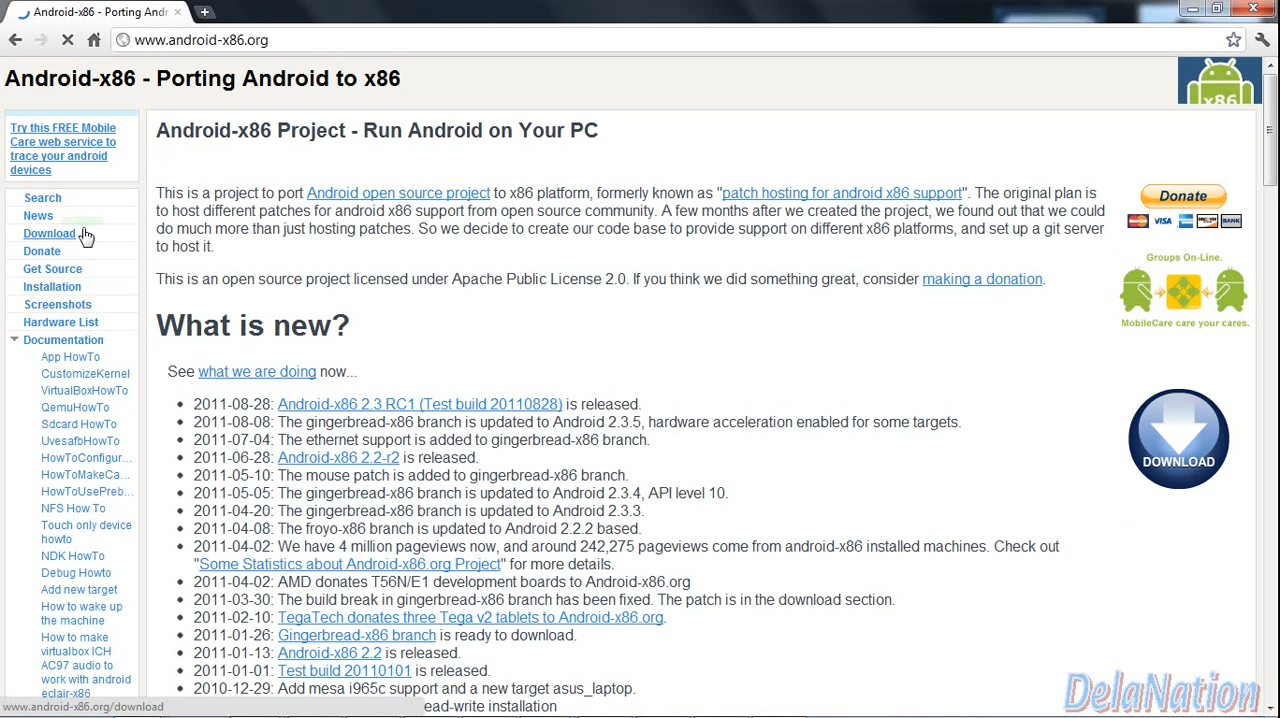 Android-x86 - Porting Andr
www.android-x86.org
Android-x86 - Porting Android to x86
x86
Try this FREE Mobile
Care web service to
trace your android
devices
Search
News
Download
Donate
Get Source
Installation
Screenshots
Hardware List
Documentation
App HowTo
CustomizeKernel
VirtualBoxHowTo
QemuHowTo
Sdcard HowTo
UvesafbHowTo
HowToConfigur...
HowToMakeCa...
HowToUsePreb...
NFS How To
Touch only device
howto
NDK HowTo
Debug Howto
Add new target
How to wake up
the machine
How to make
virtualbox ICH
AC97 audio to
work with android
eclair-x86
www.android-x86.org/download
Android-x86 Project - Run Android on Your PC
This is a project to port Android open source project to x86 platform, formerly known as "patch hosting for android x86 support". The original plan is
to host different patches for android x86 support from open source community. A few months after we created the project, we found out that we could
do much more than just hosting patches. So we decide to create our code base to provide support on different x86 platforms, and set up a git server
to host it.
This is an open source project licensed under Apache Public License 2.0. If you think we did something great, consider making a donation.
What is new?
See what we are doing now...
2011-08-28: Android-x86 2.3 RC1 (Test build 20110828) is released.
2011-08-08: The gingerbread-x86 branch is updated to Android 2.3.5, hardware acceleration enabled for some targets.
2011-07-04: The ethernet support is added to gingerbread-x86 branch.
2011-06-28: Android-x86 2.2-r2 is released.
2011-05-10: The mouse patch is added to gingerbread-x86 branch.
2011-05-05: The gingerbread-x86 branch is updated to Android 2.3.4, API level 10.
2011-04-20: The gingerbread-x86 branch is updated to Android 2.3.3.
2011-04-08: The froyo-x86 branch is updated to Android 2.2.2 based.
2011-04-02: We have 4 million pageviews now, and around 242,275 pageviews come from android-x86 installed machines. Check out
"Some Statistics about Android-x86.org Project" for more details.
2011-04-02: AMD donates T56N/E1 development boards to Android-x86.org
2011-03-30: The build break in gingerbread-x86 branch has been fixed. The patch is in the download section.
2011-02-10: TegaTech donates three Tega v2 tablets to Android-x86.org.
2011-01-26: Gingerbread-x86 branch is ready to download.
2011-01-13: Android-x86 2.2 is released.
2011-01-01: Test build 20110101 is released.
2010-12-29: Add mesa i965c support and a new target asus_laptop.
ead-write installation
Donate
VISA
BANK
Groups On-Line.
MobileCare care your cares.
DOWNLOAD
DelaNation